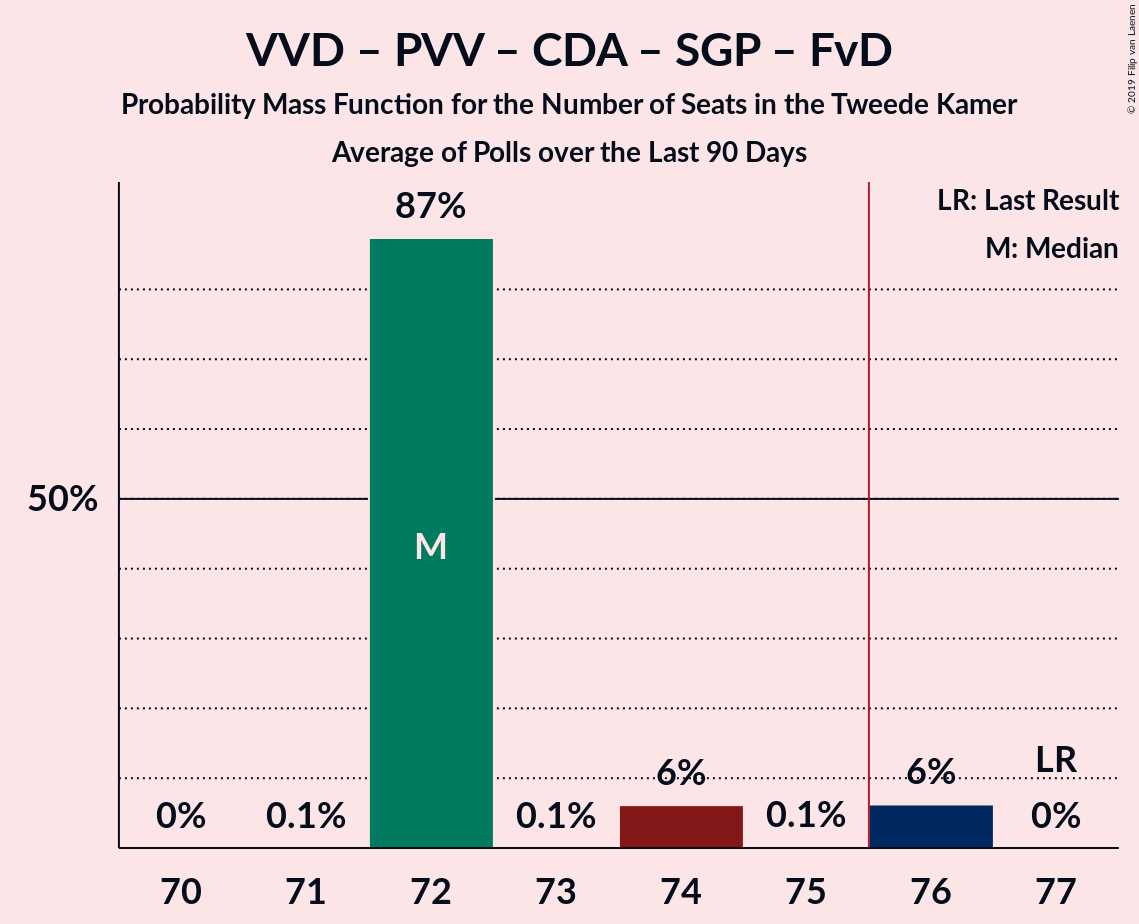 VVD – PVV – CDA – SGP – FvD
Probability Mass Function for the Number of Seats in the Tweede Kamer
Average of Polls over the Last 90 Days
© 2019 Filip van Laenen
LR: Last Result
M: Median
87%
50%
M
0%
0.1%
0.1%
6%
0.1%
6%
LR
0%
70 71 72 73 74 75 76 77